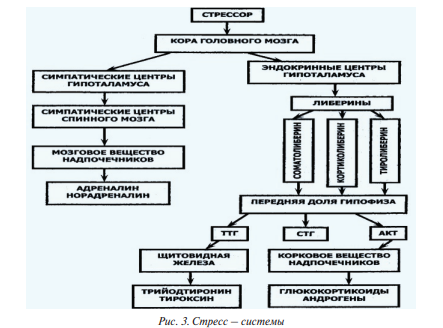 СТРЕССОР
КОРА ГОЛОВНОГО МОЗГА
СИМПАТИЧЕСКИЕ ЦЕНТРЫ
ГИПОТАЛАМУСА
ЭНДОКРИННЫЕ ЦЕНТРЫ
ГИПОТАЛАМУСА
СИМПАТИЧЕСКИЕ ЦЕНТРЫ
СПИННОГО МОЗГА
ЛИБЕРИНЫ
МОЗГОВОЕ ВЕЩЕСТВО
НАДПОЧЕЧНИКОВ
СОМАТОЛИБЕРИН
КОРТИКОЛИБЕРИН
ТИРОЛИБЕРИН
АДРЕНАЛИН
НОРАДРЕНАЛИН
ПЕРЕДНЯЯ ДОЛЯ ГИПОФИЗА
ТТГ
СТГ
АКТ
ЩИТОВИДНАЯ
ЖЕЛЕЗА
КОРКОВОЕ ВЕЩЕСТВО
НАДПОЧЕЧНИКОВ
ТРИЙОДТИРОНИН
ТИРОКСИН
ГЛЮКОКОРТИКОИДЫ
АНДРОГЕНЫ
Рис. 3. Стресс – системы